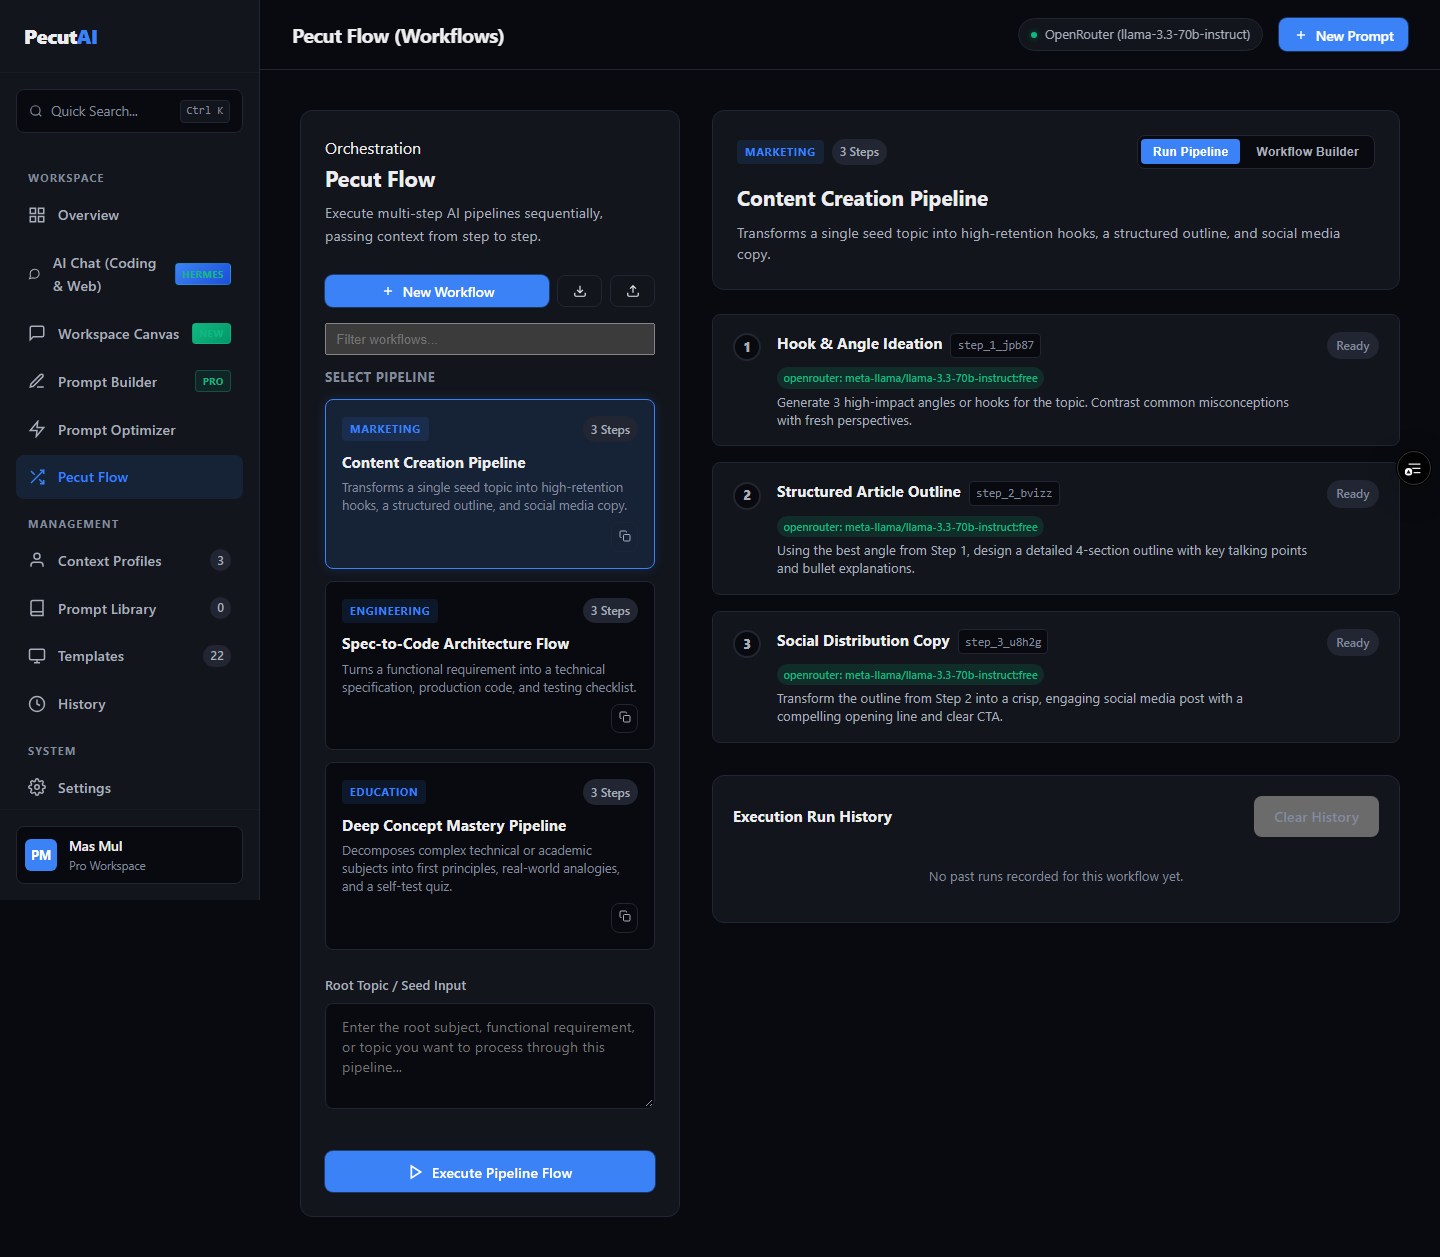 PecutAI
Quick Search...
Ctrl K
WORKSPACE
Overview
AI Chat (Coding
& Web)
HERMES
Workspace Canvas
NEW
Prompt Builder
PRO
Prompt Optimizer
Pecut Flow
MANAGEMENT
Context Profiles
3
Prompt Library
0
Templates
22
History
SYSTEM
Settings
PM
Mas Mul
Pro Workspace
Pecut Flow (Workflows)
OpenRouter (llama-3.3-70b-instruct)
+ New Prompt
Orchestration
Pecut Flow
Execute multi-step AI pipelines sequentially,
passing context from step to step.
+ New Workflow
Filter workflows...
SELECT PIPELINE
MARKETING
3 Steps
Content Creation Pipeline
Transforms a single seed topic into high-retention
hooks, a structured outline, and social media copy.
ENGINEERING
3 Steps
Spec-to-Code Architecture Flow
Turns a functional requirement into a technical
specification, production code, and testing checklist.
EDUCATION
3 Steps
Deep Concept Mastery Pipeline
Decomposes complex technical or academic
subjects into first principles, real-world analogies,
and a self-test quiz.
Root Topic / Seed Input
Enter the root subject, functional requirement,
or topic you want to process through this
pipeline...
Execute Pipeline Flow
MARKETING
3 Steps
Run Pipeline
Workflow Builder
Content Creation Pipeline
Transforms a single seed topic into high-retention hooks, a structured outline, and social media
copy.
1
Hook & Angle Ideation
step_1_jpb87
Ready
openrouter: meta-llama/llama-3.3-70b-instruct:free
Generate 3 high-impact angles or hooks for the topic. Contrast common misconceptions
with fresh perspectives.
2
Structured Article Outline
step_2_bvizz
Ready
openrouter: meta-llama/llama-3.3-70b-instruct:free
Using the best angle from Step 1, design a detailed 4-section outline with key talking points
and bullet explanations.
3
Social Distribution Copy
step_3_u8h2g
Ready
openrouter: meta-llama/llama-3.3-70b-instruct:free
Transform the outline from Step 2 into a crisp, engaging social media post with a
compelling opening line and clear CTA.
Execution Run History
Clear History
No past runs recorded for this workflow yet.